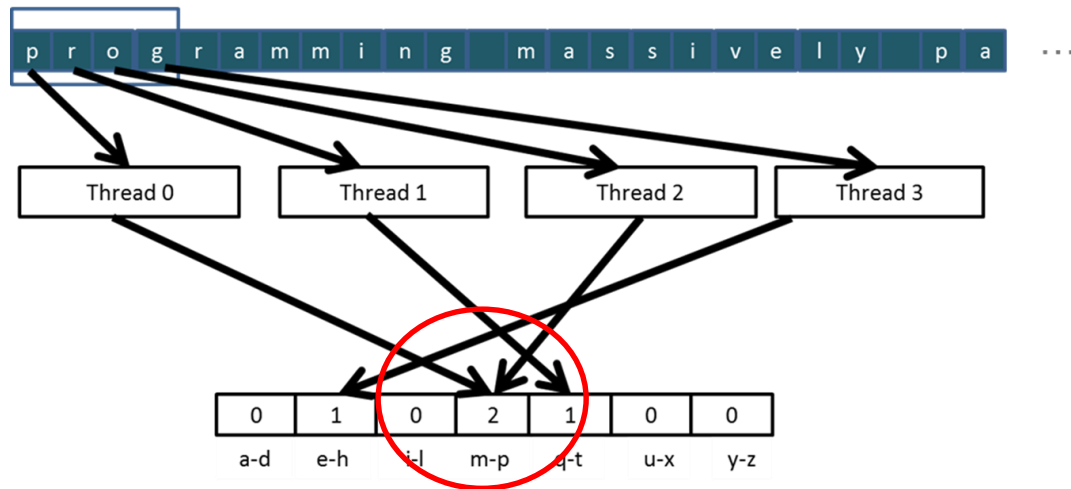 p r o g r a m m i n g m a s s i v e l y p a ...
Thread 0 Thread 1 Thread 2 Thread 3
0 1 0 2 1 0 0
a-d e-h i-l m-p q-t u-x y-z